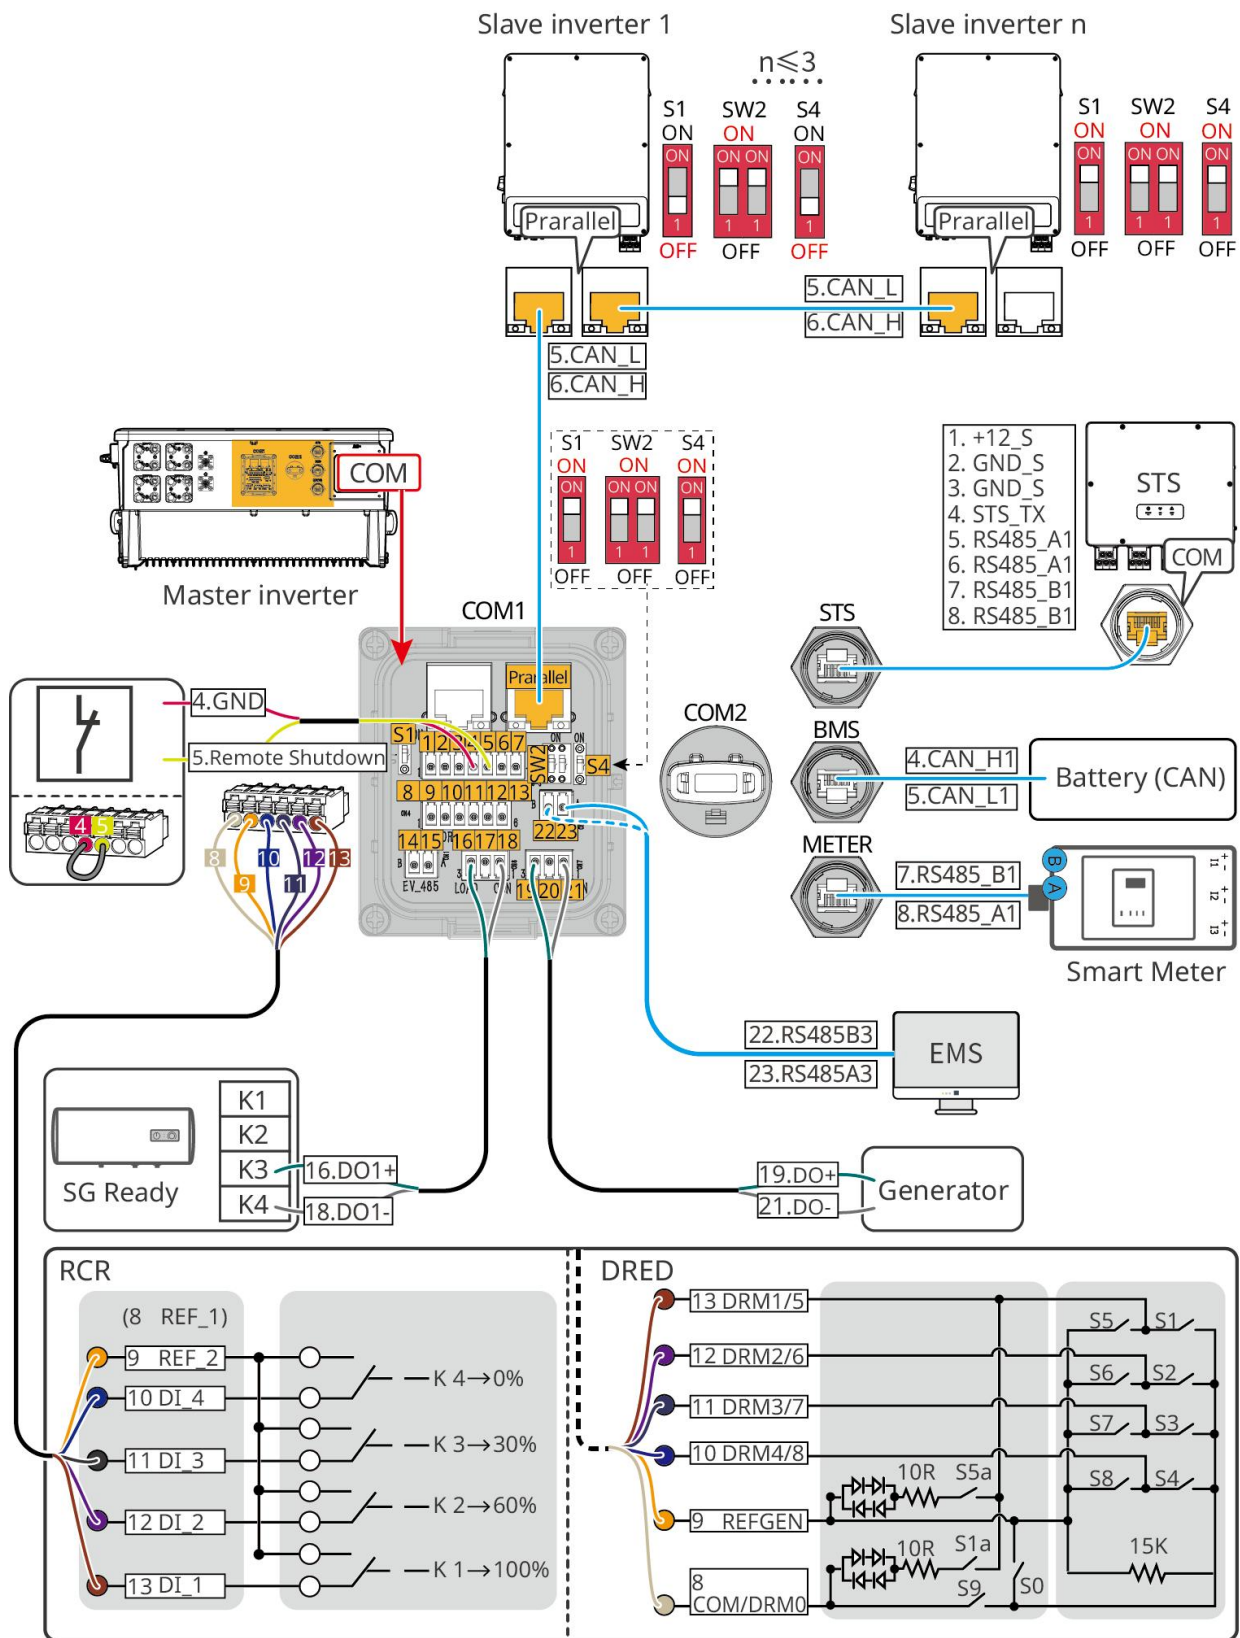 Slave inverter 1
Slave inverter n
n≤3
S1 SW2 S4
ON ON ON
ON ON ON ON
1 1 1 1
OFF OFF OFF
S1 SW2 S4
ON ON ON
ON ON ON ON
1 1 1 1
OFF OFF OFF
Prarallel
Prarallel
5.CAN_L
6.CAN_H
5.CAN_L
6.CAN_H
COM
Master inverter
S1 SW2 S4
ON ON ON
ON ON ON ON
1 1 1 1
OFF OFF OFF
1. +12_S
2. GND_S
3. GND_S
4. STS_TX
5. RS485_A1
6. RS485_A1
7. RS485_B1
8. RS485_B1
STS
COM
COM1
Prarallel
S1
1 2 3 4 5 6 7
SW2
ON ON
S4
8 9 10 11 12 13
22 23
14 15 16 17 18
EV_485
19 20 21
4.GND
5.Remote Shutdown
4 5
8 9 10 11 12 13
COM2
STS
BMS
4.CAN_H1
5.CAN_L1
Battery (CAN)
METER
7.RS485_B1
8.RS485_A1
B
A
I1
I2
I3
Smart Meter
22.RS485B3
23.RS485A3
EMS
SG Ready
K1
K2
K3
K4
16.DO1+
18.DO1-
19.DO+
21.DO-
Generator
RCR
(8 REF_1)
9 REF_2
10 DI_4
11 DI_3
12 DI_2
13 DI_1
K 4→0%
K 3→30%
K 2→60%
K 1→100%
DRED
13 DRM1/5
12 DRM2/6
11 DRM3/7
10 DRM4/8
9 REFGEN
8
COM/DRM0
10R S5a
10R S1a
S9
S0
S5 S1
S6 S2
S7 S3
S8 S4
15K